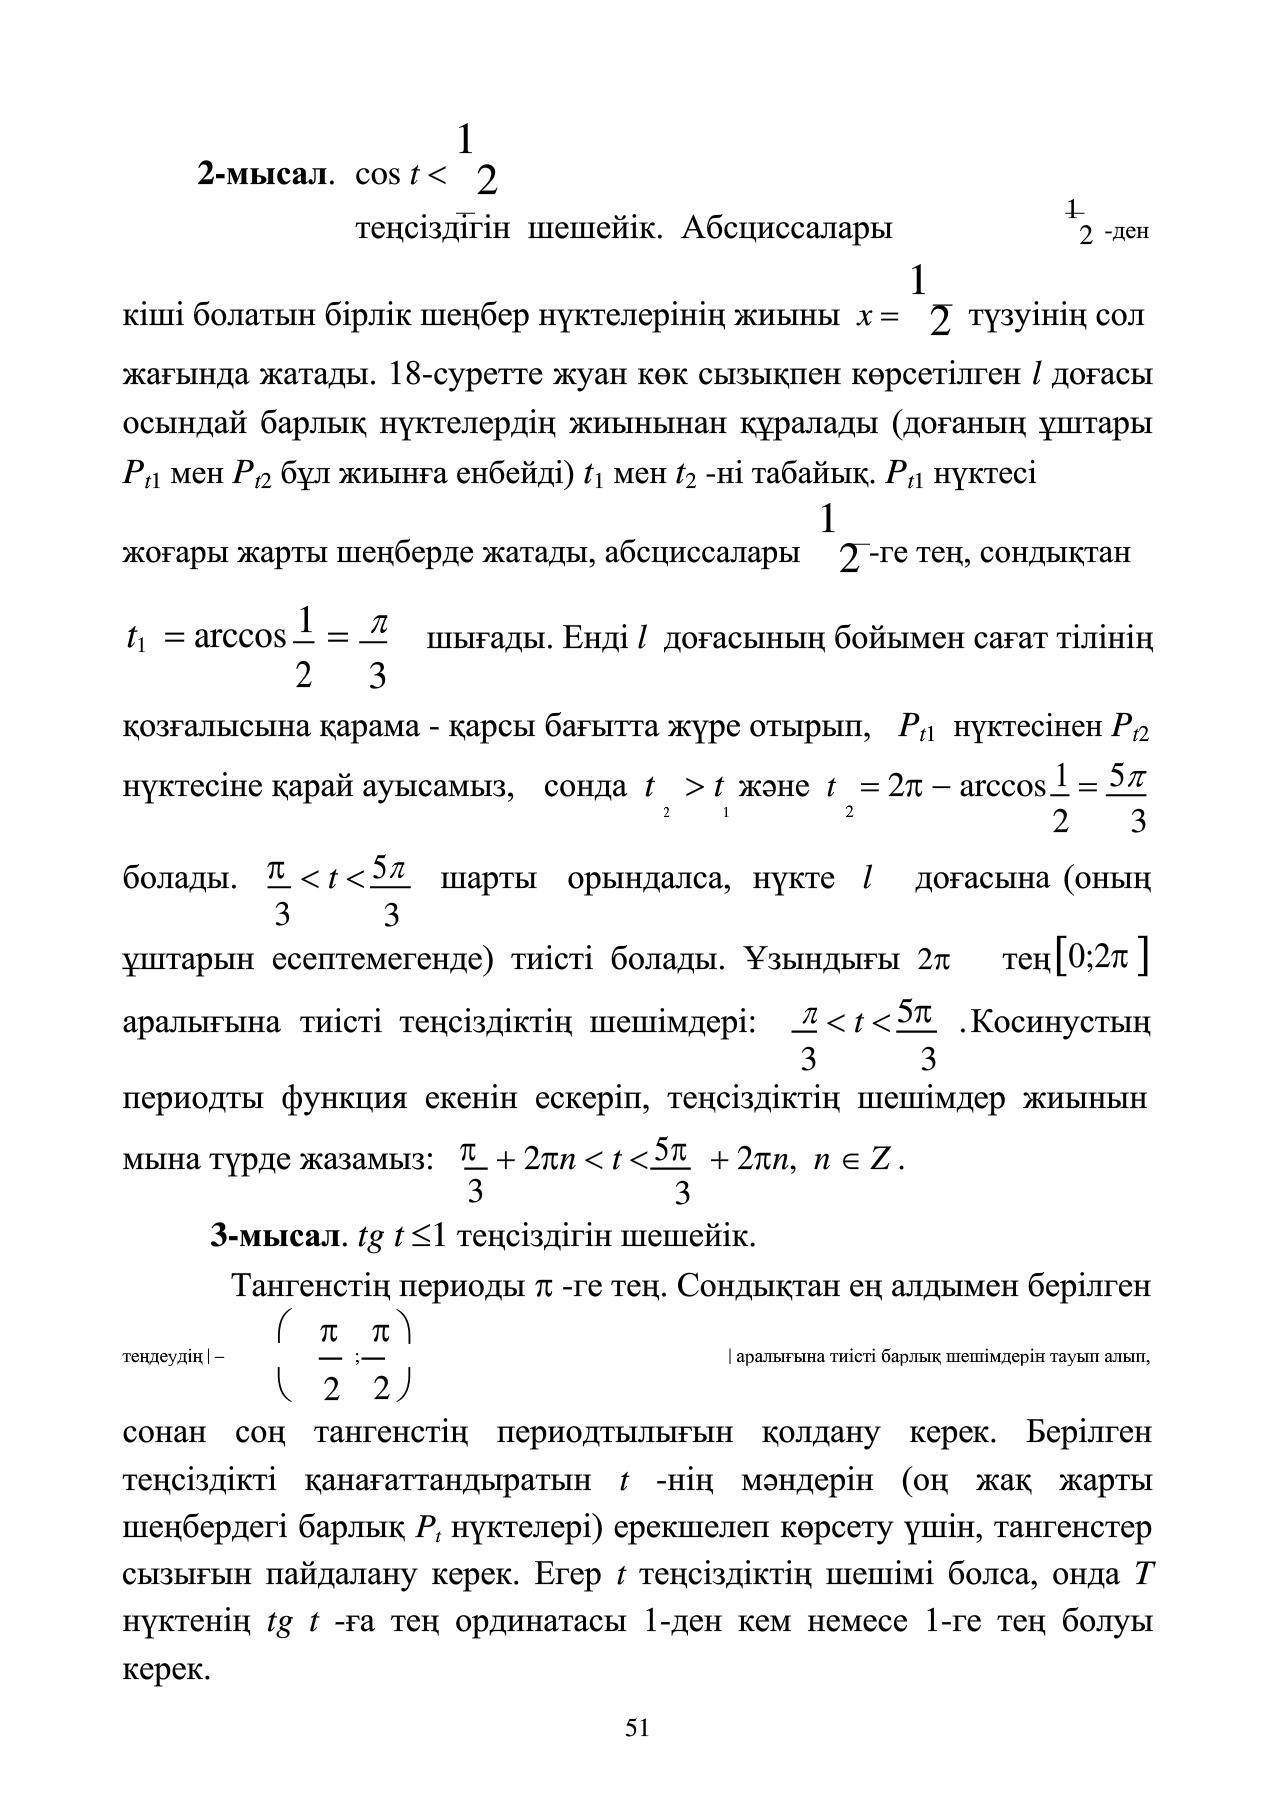 2-мысал. cos t < 1/2
теңсіздігін шешейік. Абсциссалары 1/2 -ден
кіші болатын бірлік шеңбер нүктелерінің жиыны x = 1/2 түзуінің сол
жағында жатады. 18-суретте жуан көк сызықпен көрсетілген l доғасы
осындай барлық нүктелердің жиынынан құралады (доғаның ұштары
Pt1 мен Pt2 бұл жиынға енбейді) t1 мен t2 -ні табайық. Pt1 нүктесі
жоғары жарты шеңберде жатады, абсциссалары 1/2 -ге тең, сондықтан
t1 = arccos 1/2 = π/3 шығады. Енді l доғасының бойымен сағат тілінің
қозғалысына қарама - қарсы бағытта жүре отырып, Pt1 нүктесінен Pt2
нүктесіне қарай ауысамыз, сонда t2 > t1 және t2 = 2π − arccos 1/2 = 5π/3
болады. π/3 < t < 5π/3 шарты орындалса, нүкте l доғасына (оның
ұштарын есептемегенде) тиісті болады. Ұзындығы 2π тең [0;2π ]
аралығына тиісті теңсіздіктің шешімдері: π/3 < t < 5π/3 . Косинустың
периодты функция екенін ескеріп, теңсіздіктің шешімдер жиынын
мына түрде жазамыз: π/3 + 2πn < t < 5π/3 + 2πn, n ∈ Z .
3-мысал. tg t ≤1 теңсіздігін шешейік.
Тангенстің периоды π -ге тең. Сондықтан ең алдымен берілген
теңдеудің | – ( π/2 ; π/2 ) | аралығына тиісті барлық шешімдерін тауып алып,
сонан соң тангенстің периодтылығын қолдану керек. Берілген
теңсіздікті қанағаттандыратын t -нің мәндерін (оң жақ жарты
шеңбердегі барлық Pt нүктелері) ерекшелеп көрсету үшін, тангенстер
сызығын пайдалану керек. Егер t теңсіздіктің шешімі болса, онда T
нүктенің tg t -ға тең ординатасы 1-ден кем немесе 1-ге тең болуы
керек.
51